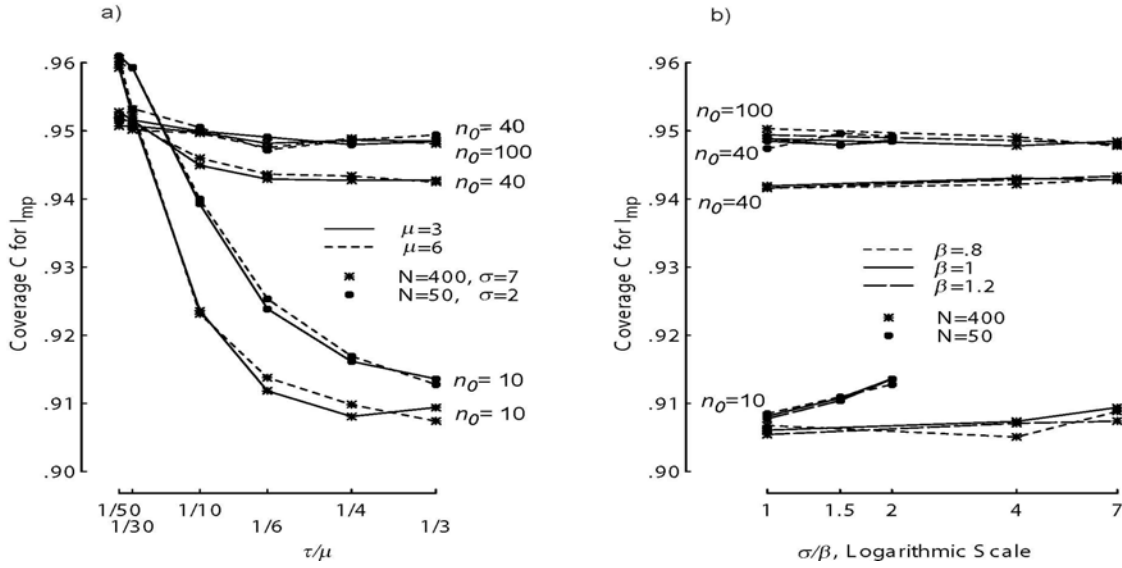 a)
Coverage C for I_mp
.96
.95
.94
.93
.92
.91
.90
n_0= 40
n_0=100
n_0= 40
μ=3
μ=6
N=400, σ=7
N=50, σ=2
n_0= 10
n_0= 10
1/50
1/30
1/10
1/6
1/4
1/3
τ/μ
b)
Coverage C for I_mp
.96
.95
.94
.93
.92
.91
.90
n_0=100
n_0=40
n_0=40
β=.8
β=1
β=1.2
N=400
N=50
n_0=10
1
1.5
2
4
7
σ/β, Logarithmic Scale